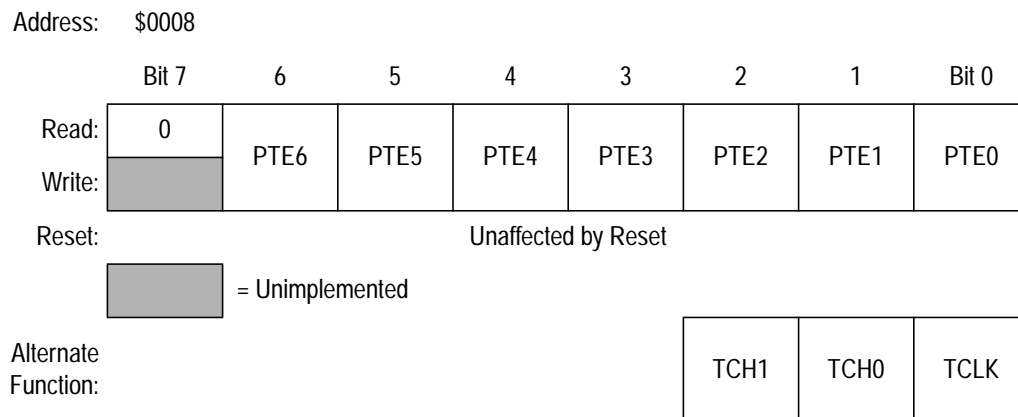 Address: $0008
Bit 7 6 5 4 3 2 1 Bit 0
Read: 0 PTE6 PTE5 PTE4 PTE3 PTE2 PTE1 PTE0
Write:
Reset: Unaffected by Reset
= Unimplemented
Alternate
Function: TCH1 TCH0 TCLK